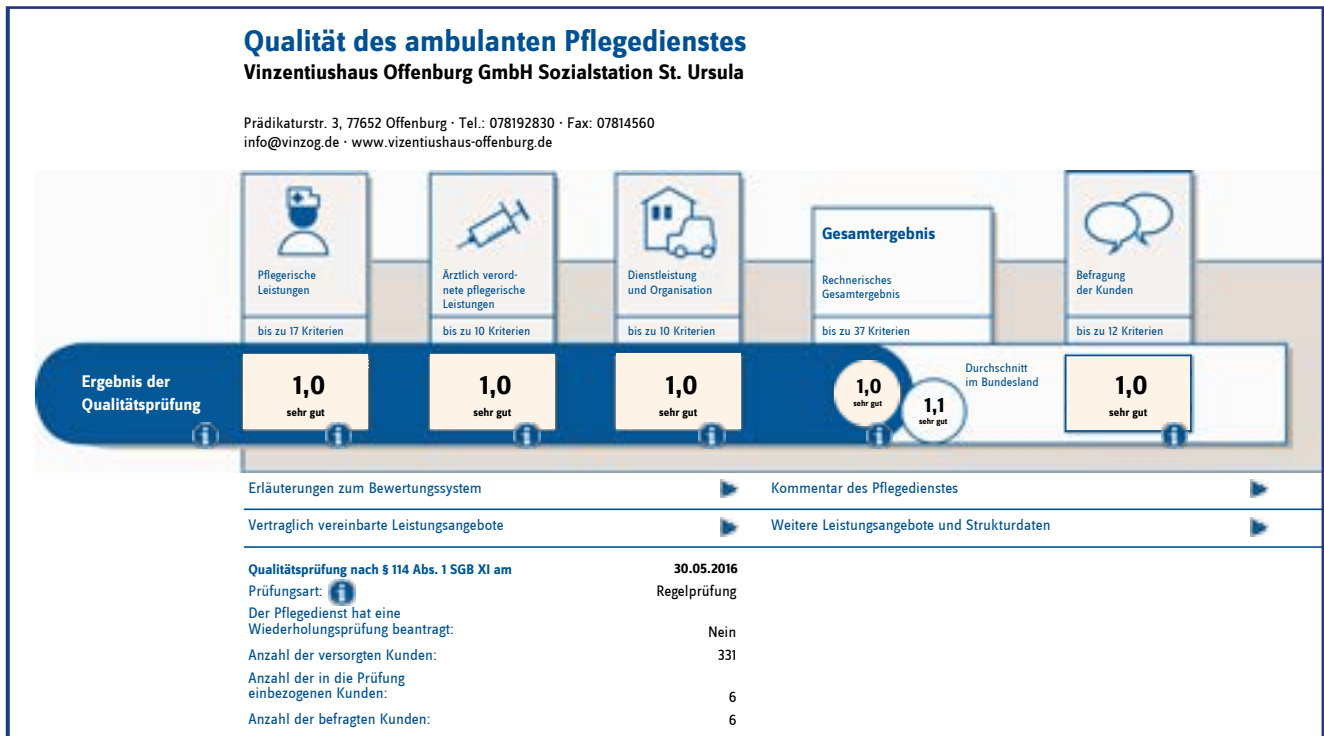 Qualität des ambulanten Pflegedienstes
Vinzentiushaus Offenburg GmbH Sozialstation St. Ursula
Prädikaturstr. 3, 77652 Offenburg · Tel.: 078192830 · Fax: 07814560
info@vinzog.de · www.vizentiushaus-offenburg.de
Pflegerische
Leistungen
bis zu 17 Kriterien
Ärztlich verord-
nete pflegerische
Leistungen
bis zu 10 Kriterien
Dienstleistung
und Organisation
bis zu 10 Kriterien
Gesamtergebnis
Rechnerisches
Gesamtergebnis
bis zu 37 Kriterien
Befragung
der Kunden
bis zu 12 Kriterien
Ergebnis der
Qualitätsprüfung
1,0
sehr gut
1,0
sehr gut
1,0
sehr gut
1,0
sehr gut
1,1
sehr gut
Durchschnitt
im Bundesland
1,0
sehr gut
Erläuterungen zum Bewertungssystem
Kommentar des Pflegedienstes
Vertraglich vereinbarte Leistungsangebote
Weitere Leistungsangebote und Strukturdaten
Qualitätsprüfung nach § 114 Abs. 1 SGB XI am 30.05.2016
Prüfungsart: Regelprüfung
Der Pflegedienst hat eine
Wiederholungsprüfung beantragt: Nein
Anzahl der versorgten Kunden: 331
Anzahl der in die Prüfung
einbezogenen Kunden: 6
Anzahl der befragten Kunden: 6